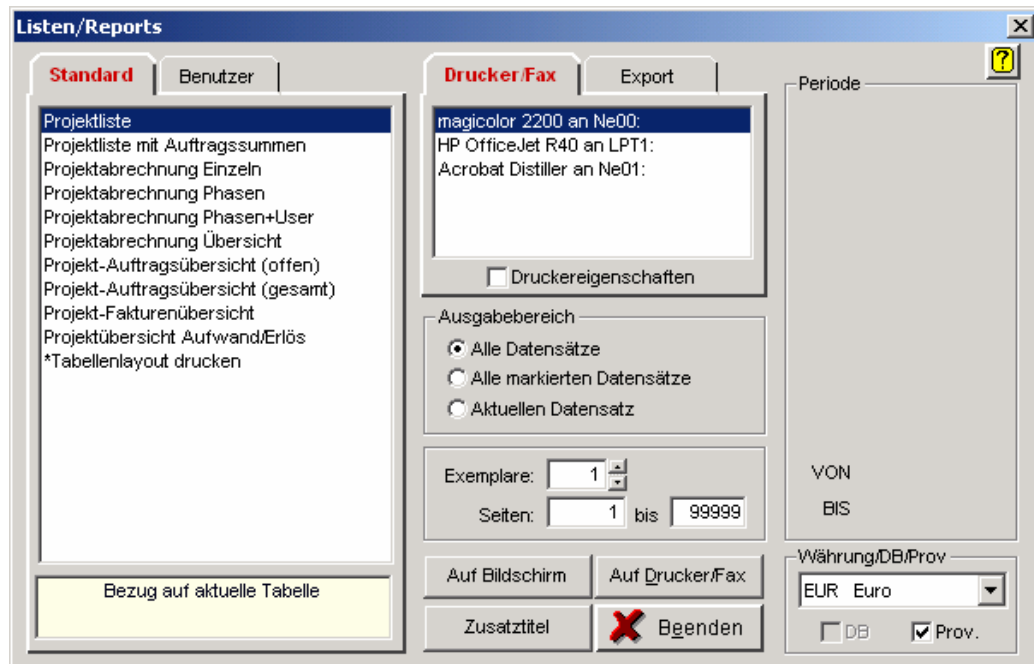 Listen/Reports
Standard
Benutzer
Projektliste
Projektliste mit Auftragssummen
Projektabrechnung Einzeln
Projektabrechnung Phasen
Projektabrechnung Phasen+User
Projektabrechnung Übersicht
Projekt-Auftragsübersicht (offen)
Projekt-Auftragsübersicht (gesamt)
Projekt-Fakturenübersicht
Projektübersicht Aufwand/Erlös
*Tabellenlayout drucken
Bezug auf aktuelle Tabelle
Drucker/Fax
Export
magicolor 2200 an Ne00:
HP OfficeJet R40 an LPT1:
Acrobat Distiller an Ne01:
Druckereigenschaften
Ausgabebereich
Alle Datensätze
Alle markierten Datensätze
Aktuellen Datensatz
Exemplare: 1
Seiten: 1 bis 99999
Auf Bildschirm
Auf Drucker/Fax
Zusatztitel
Beenden
?
Periode
VON
BIS
Währung/DB/Prov
EUR Euro
DB
Prov.